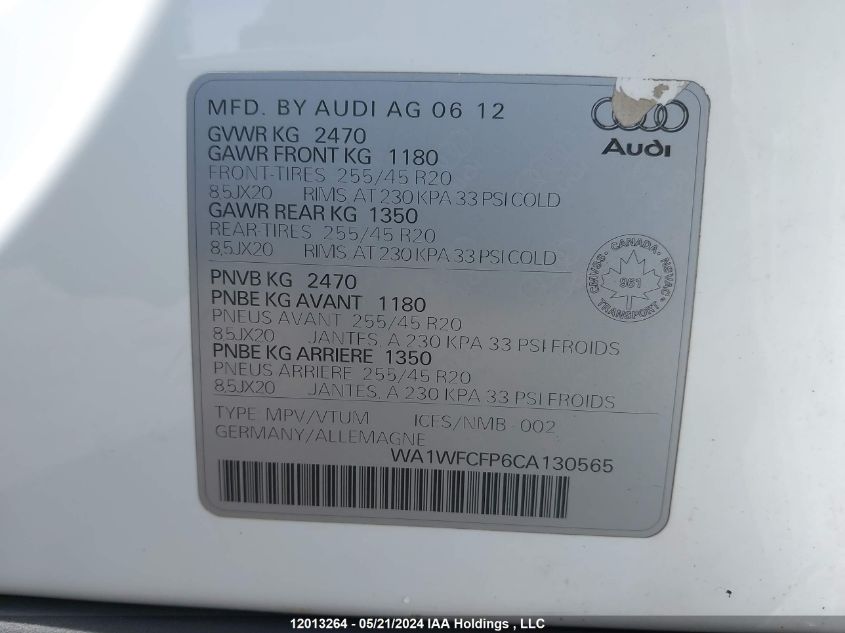 MFD. BY AUDI AG 06 12
Audi
GVWR KG 2470
GAWR FRONT KG 1180
FRONT-TIRES 255/45 R20
8,5JX20 RIMS AT 230 KPA 33 PSI COLD
GAWR REAR KG 1350
REAR-TIRES 255/45 R20
8,5JX20 RIMS AT 230 KPA 33 PSI COLD
CMVSS - CANADA - NSVAC
961
TRANSPORT
PNVB KG 2470
PNBE KG AVANT 1180
PNEUS AVANT 255/45 R20
8,5JX20 JANTES, A 230 KPA 33 PSI FROIDS
PNBE KG ARRIERE 1350
PNEUS ARRIERE 255/45 R20
8,5JX20 JANTES, A 230 KPA 33 PSI FROIDS
TYPE: MPV/VTUM ICES/NMB-002
GERMANY/ALLEMAGNE
WA1WFCFP6CA130565
12013264 - 05/21/2024 IAA Holdings , LLC